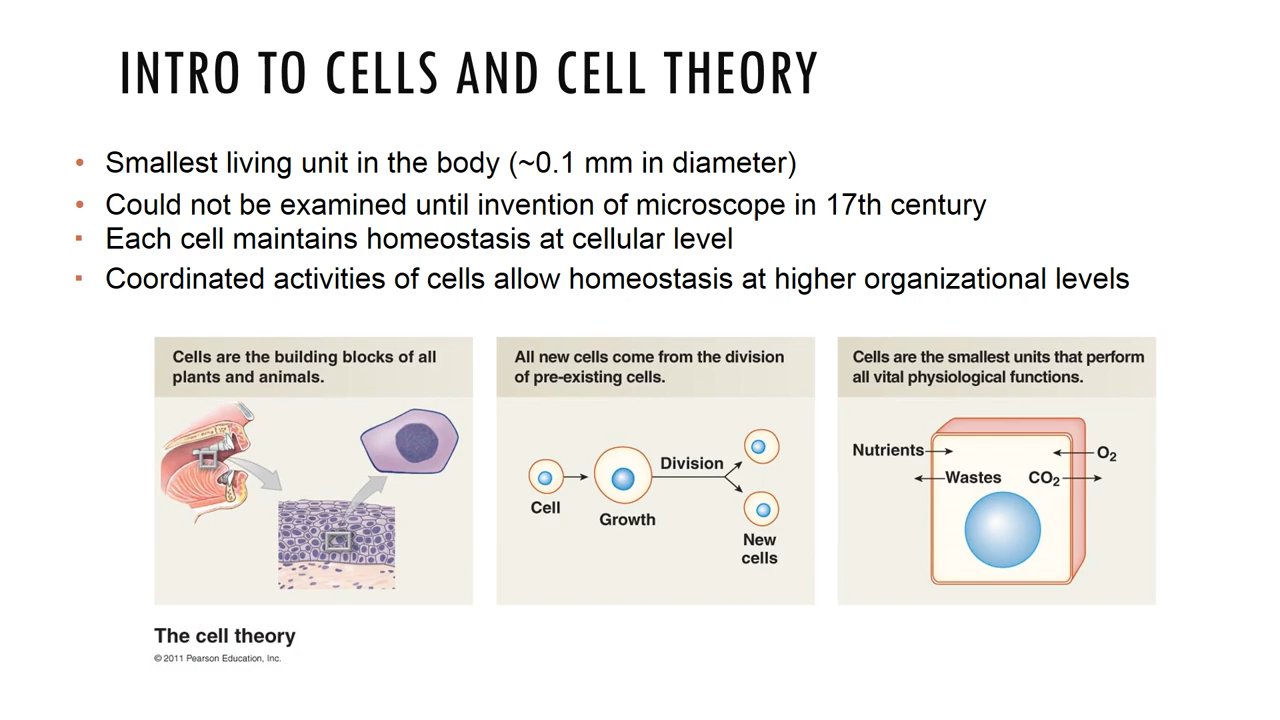 INTRO TO CELLS AND CELL THEORY
• Smallest living unit in the body (~0.1 mm in diameter)
• Could not be examined until invention of microscope in 17th century
▪ Each cell maintains homeostasis at cellular level
▪ Coordinated activities of cells allow homeostasis at higher organizational levels
Cells are the building blocks of all
plants and animals.
All new cells come from the division
of pre-existing cells.
Cell
Growth
Division
New
cells
Cells are the smallest units that perform
all vital physiological functions.
Nutrients
O₂
Wastes
CO₂
The cell theory
© 2011 Pearson Education, Inc.